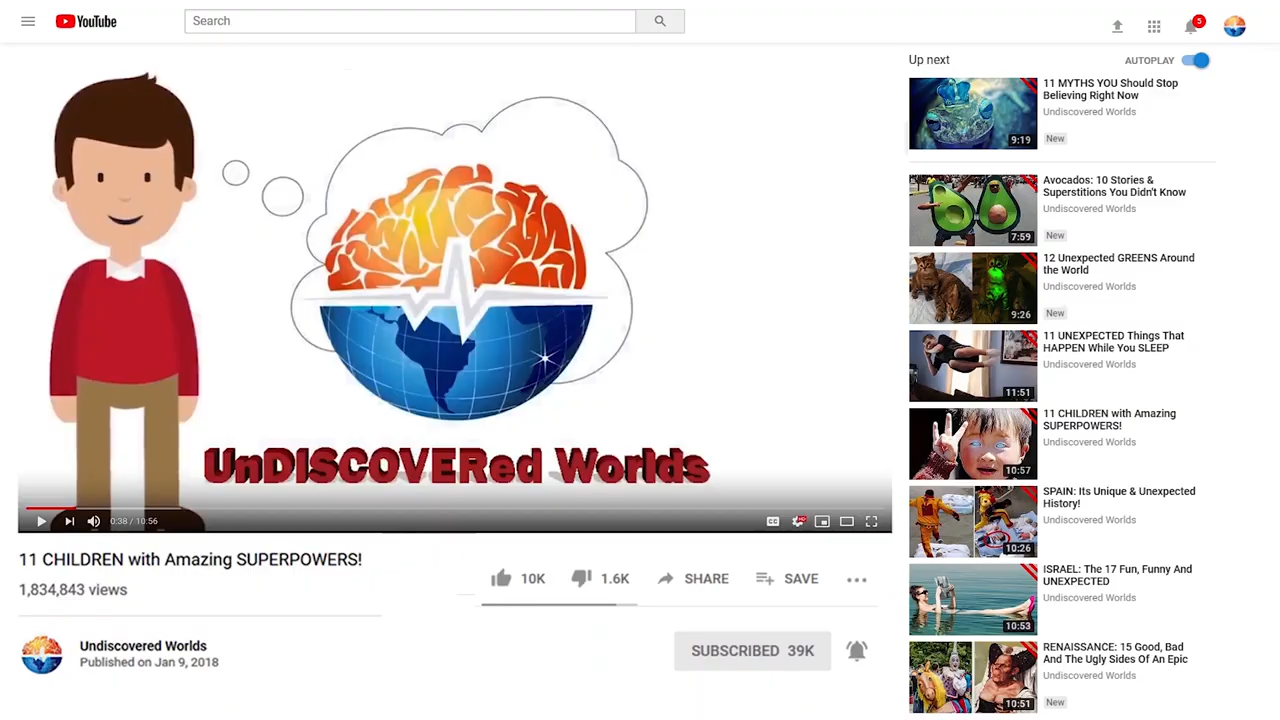 YouTube
Search
5
UnDISCOVERed Worlds
0:38 / 10:56
CC
HD
11 CHILDREN with Amazing SUPERPOWERS!
1,834,843 views
10K
1.6K
SHARE
SAVE
Undiscovered Worlds
Published on Jan 9, 2018
SUBSCRIBED 39K
Up next
AUTOPLAY
9:19
11 MYTHS YOU Should Stop
Believing Right Now
Undiscovered Worlds
New
7:59
Avocados: 10 Stories &
Superstitions You Didn't Know
Undiscovered Worlds
New
9:26
12 Unexpected GREENS Around
the World
Undiscovered Worlds
New
11:51
11 UNEXPECTED Things That
HAPPEN While You SLEEP
Undiscovered Worlds
10:57
11 CHILDREN with Amazing
SUPERPOWERS!
Undiscovered Worlds
10:26
SPAIN: Its Unique & Unexpected
History!
Undiscovered Worlds
10:53
ISRAEL: The 17 Fun, Funny And
UNEXPECTED
Undiscovered Worlds
10:51
RENAISSANCE: 15 Good, Bad
And The Ugly Sides Of An Epic
Undiscovered Worlds
New